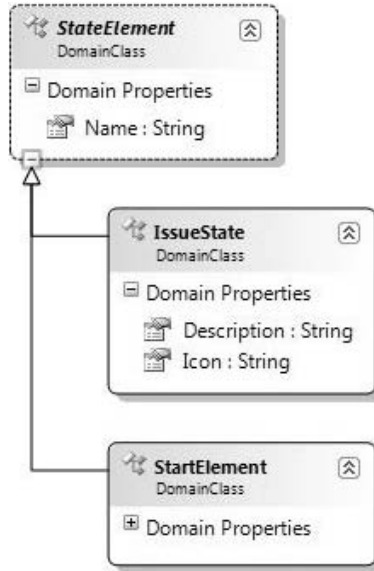 StateElement
DomainClass
Domain Properties
Name : String
IssueState
DomainClass
Domain Properties
Description : String
Icon : String
StartElement
DomainClass
Domain Properties